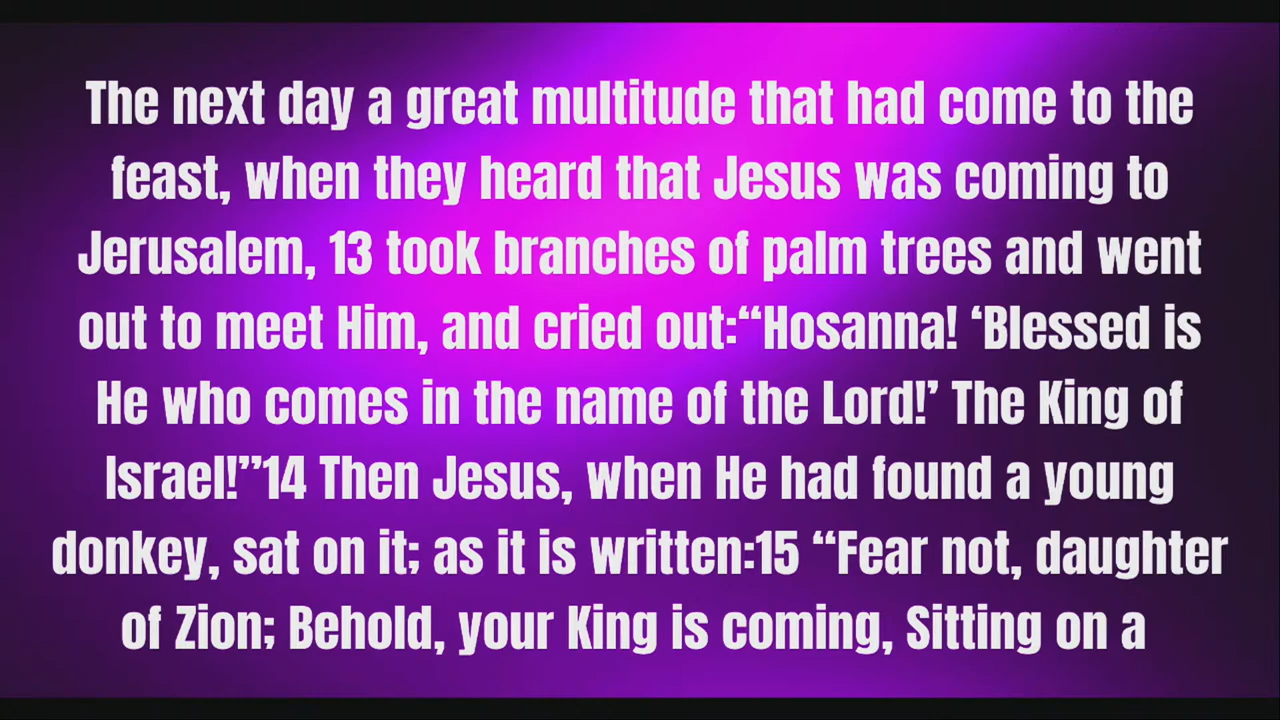 The next day a great multitude that had come to the
feast, when they heard that Jesus was coming to
Jerusalem, 13 took branches of palm trees and went
out to meet Him, and cried out:“Hosanna! ‘Blessed is
He who comes in the name of the Lord!’ The King of
Israel!”14 Then Jesus, when He had found a young
donkey, sat on it; as it is written:15 “Fear not, daughter
of Zion; Behold, your King is coming, Sitting on a